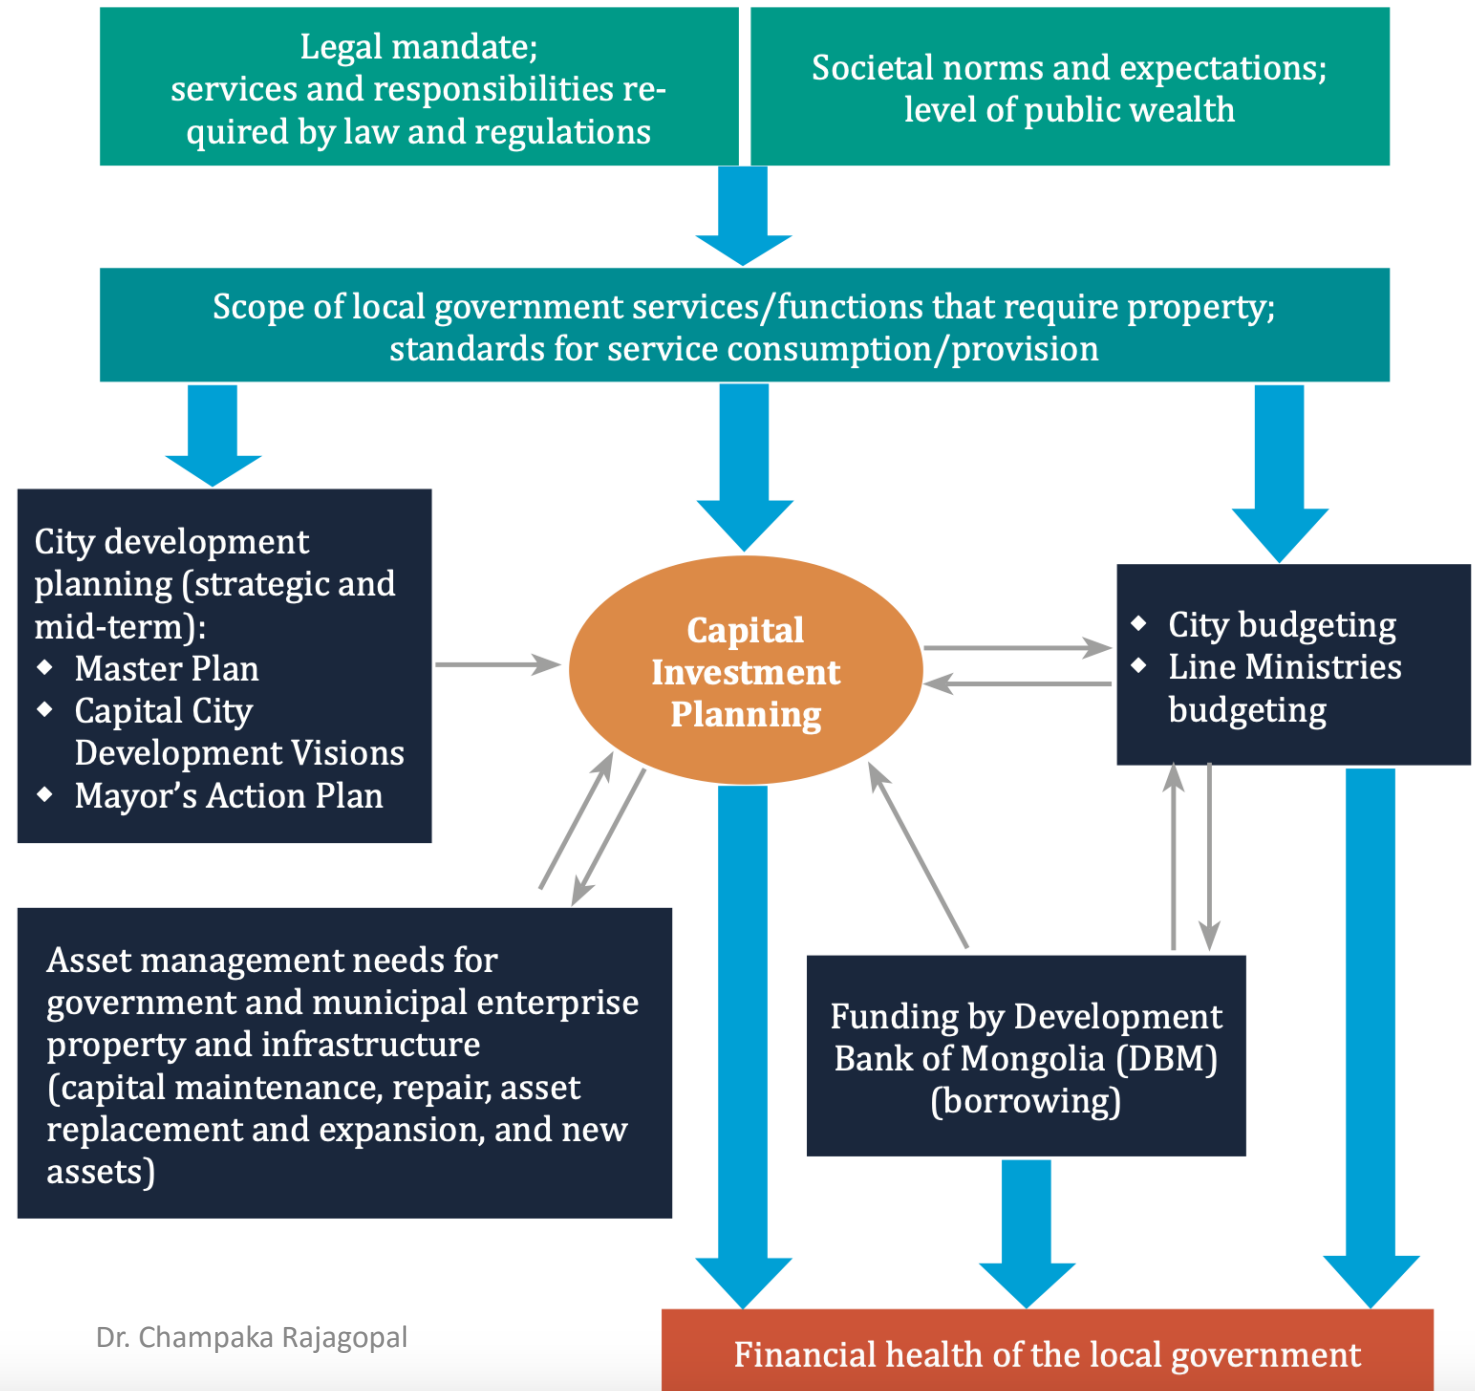 Legal mandate;
services and responsibilities re-
quired by law and regulations
Societal norms and expectations;
level of public wealth
Scope of local government services/functions that require property;
standards for service consumption/provision
City development
planning (strategic and
mid-term):
◆ Master Plan
◆ Capital City
Development Visions
◆ Mayor’s Action Plan
Capital
Investment
Planning
◆ City budgeting
◆ Line Ministries
budgeting
Asset management needs for
government and municipal enterprise
property and infrastructure
(capital maintenance, repair, asset
replacement and expansion, and new
assets)
Funding by Development
Bank of Mongolia (DBM)
(borrowing)
Dr. Champaka Rajagopal
Financial health of the local government